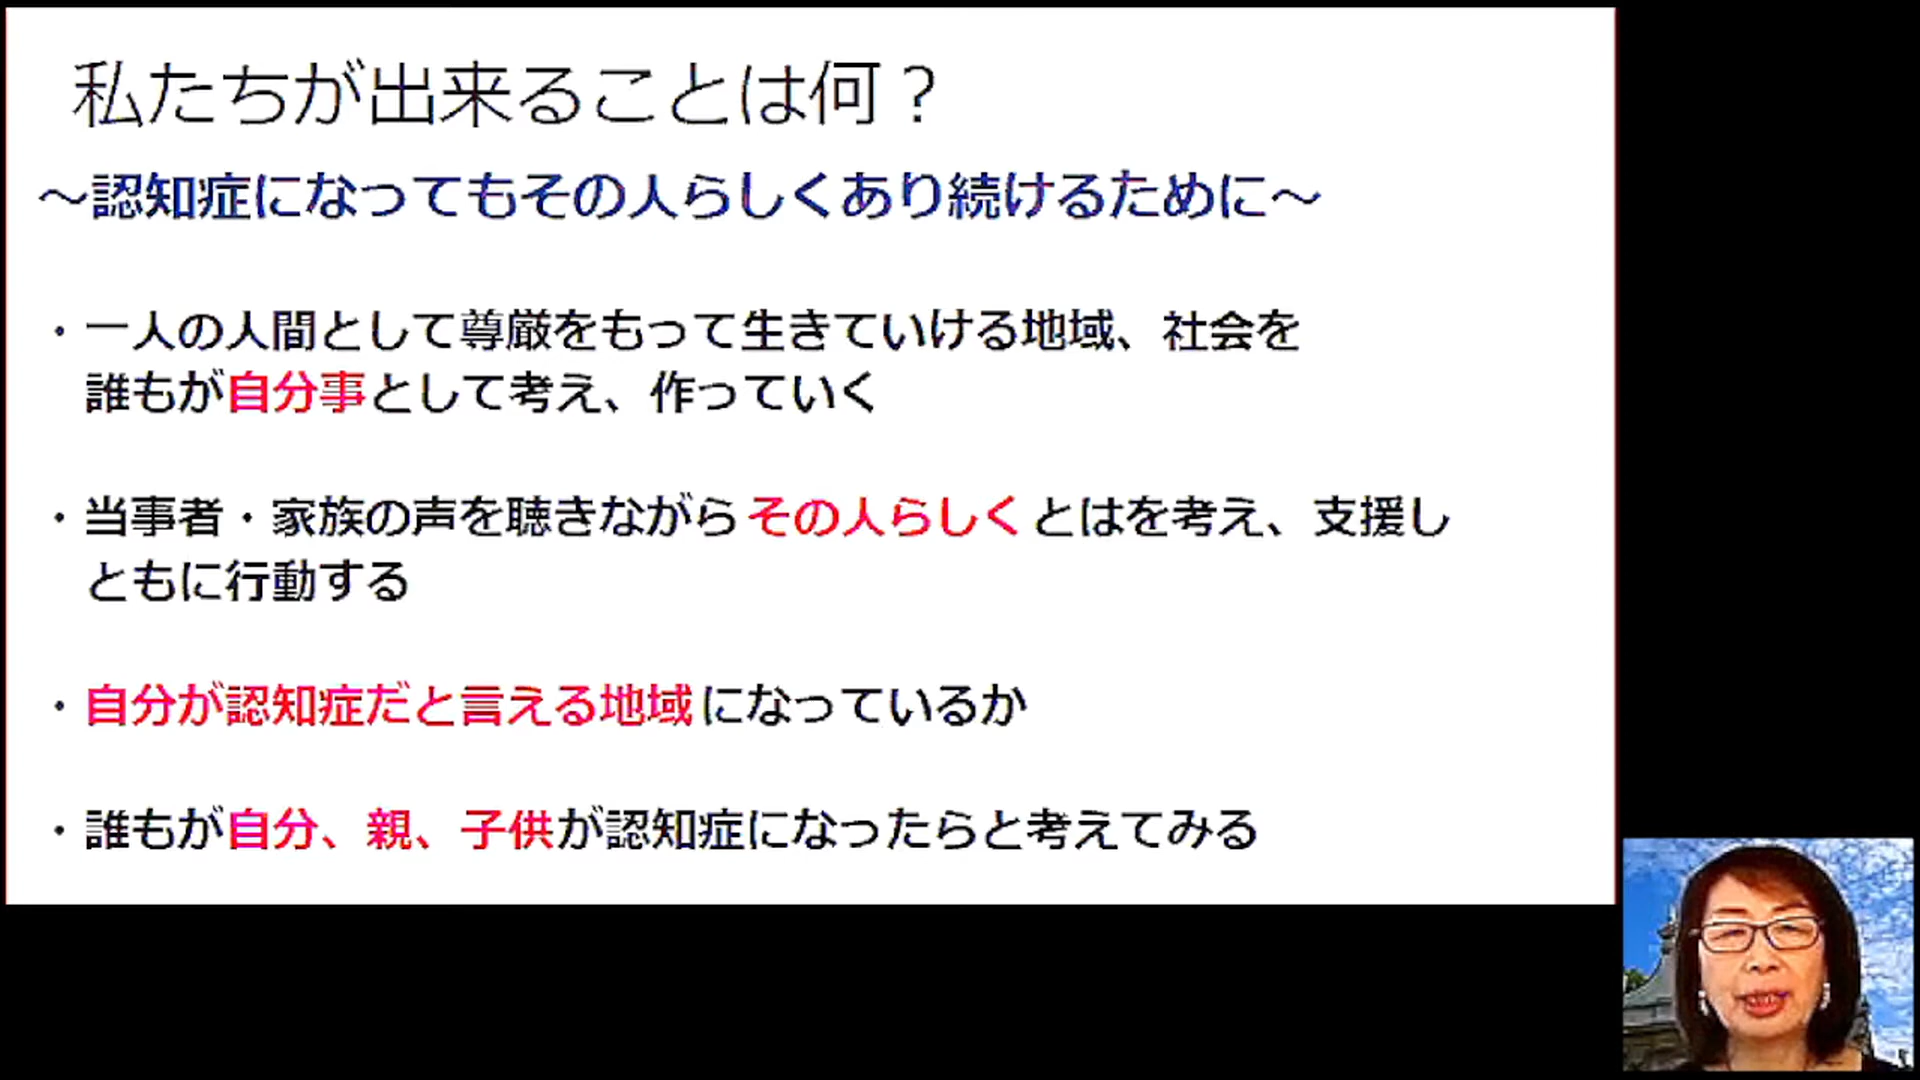 私たちが出来ることは何？
～認知症になってもその人らしくあり続けるために～
・一人の人間として尊厳をもって生きていける地域、社会を
誰もが自分事として考え、作っていく
・当事者・家族の声を聴きながらその人らしくとはを考え、支援し
ともに行動する
・自分が認知症だと言える地域になっているか
・誰もが自分、親、子供が認知症になったらと考えてみる